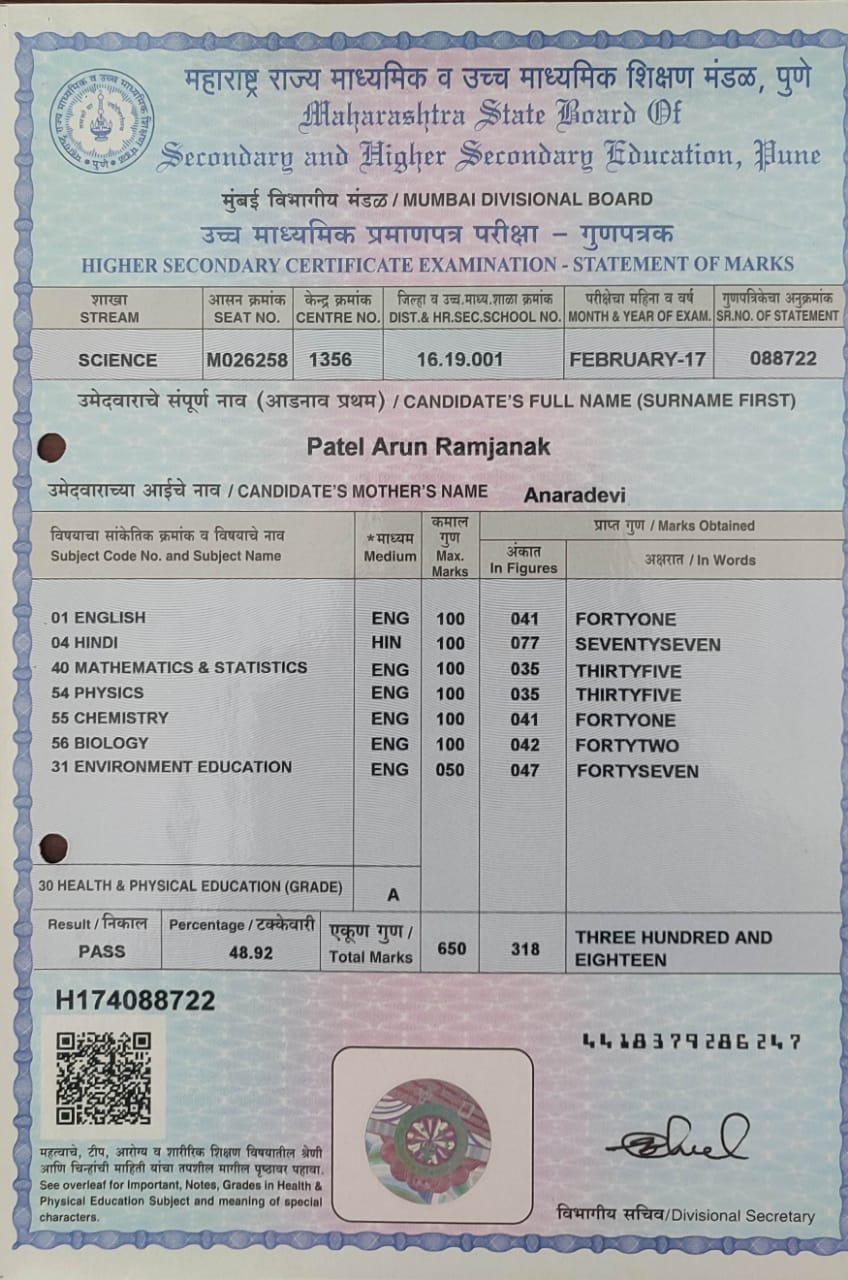 महाराष्ट्र राज्य माध्यमिक व उच्च माध्यमिक शिक्षण मंडळ, पुणे
Maharashtra State Board Of
Secondary and Higher Secondary Education, Pune
मुंबई विभागीय मंडळ / MUMBAI DIVISIONAL BOARD
उच्च माध्यमिक प्रमाणपत्र परीक्षा – गुणपत्रक
HIGHER SECONDARY CERTIFICATE EXAMINATION - STATEMENT OF MARKS
शाखा आसन क्रमांक केन्द्र क्रमांक जिल्हा व उच्च.माध्य.शाळा क्रमांक परीक्षेचा महिना व वर्ष गुणपत्रिकेचा अनुक्रमांक
STREAM SEAT NO. CENTRE NO. DIST.& HR.SEC.SCHOOL NO. MONTH & YEAR OF EXAM. SR.NO. OF STATEMENT
SCIENCE M026258 1356 16.19.001 FEBRUARY-17 088722
उमेदवाराचे संपूर्ण नाव (आडनाव प्रथम) / CANDIDATE'S FULL NAME (SURNAME FIRST)
Patel Arun Ramjanak
उमेदवाराच्या आईचे नाव / CANDIDATE'S MOTHER'S NAME Anaradevi
विषयाचा सांकेतिक क्रमांक व विषयाचे नाव
Subject Code No. and Subject Name
*माध्यम
Medium
कमाल
गुण
Max.
Marks
प्राप्त गुण / Marks Obtained
अंकात
In Figures
अक्षरात / In Words
01 ENGLISH ENG 100 041 FORTYONE
04 HINDI HIN 100 077 SEVENTYSEVEN
40 MATHEMATICS & STATISTICS ENG 100 035 THIRTYFIVE
54 PHYSICS ENG 100 035 THIRTYFIVE
55 CHEMISTRY ENG 100 041 FORTYONE
56 BIOLOGY ENG 100 042 FORTYTWO
31 ENVIRONMENT EDUCATION ENG 050 047 FORTYSEVEN
30 HEALTH & PHYSICAL EDUCATION (GRADE) A
Result / निकाल
PASS
Percentage / टक्केवारी
48.92
एकूण गुण /
Total Marks
650 318
THREE HUNDRED AND
EIGHTEEN
H174088722
4418379286247
महत्वाचे, टीप, आरोग्य व शारीरिक शिक्षण विषयातील श्रेणी
आणि चिन्हांची माहिती यांचा तपशील मागील पृष्ठावर पहावा.
See overleaf for Important, Notes, Grades in Health &
Physical Education Subject and meaning of special
characters.
विभागीय सचिव/Divisional Secretary